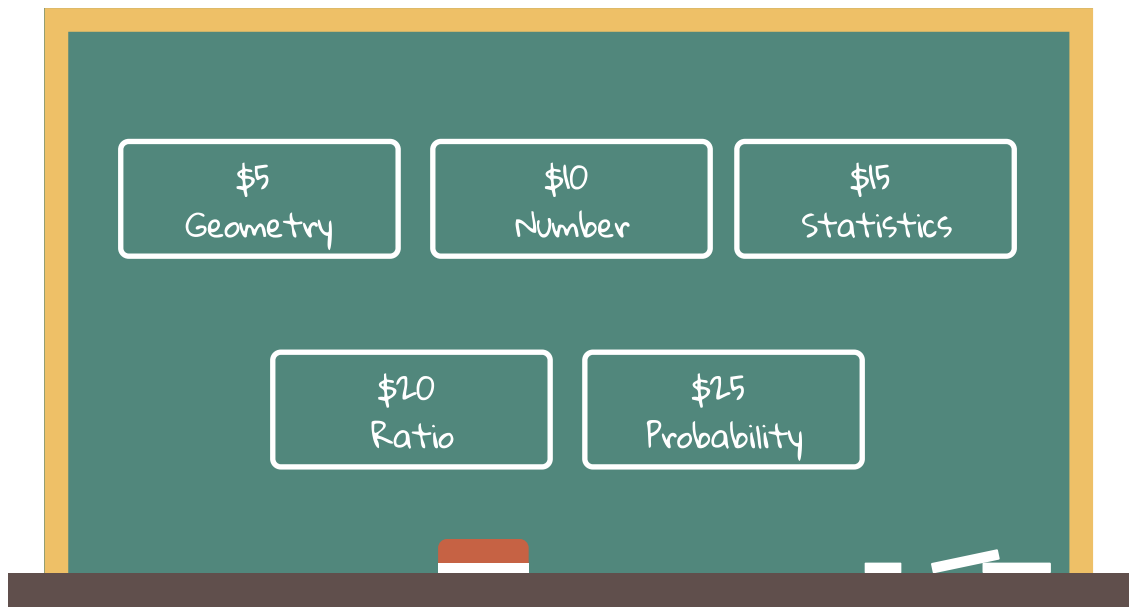 $5
Geometry
$10
Number
$15
Statistics
$20
Ratio
$25
Probability